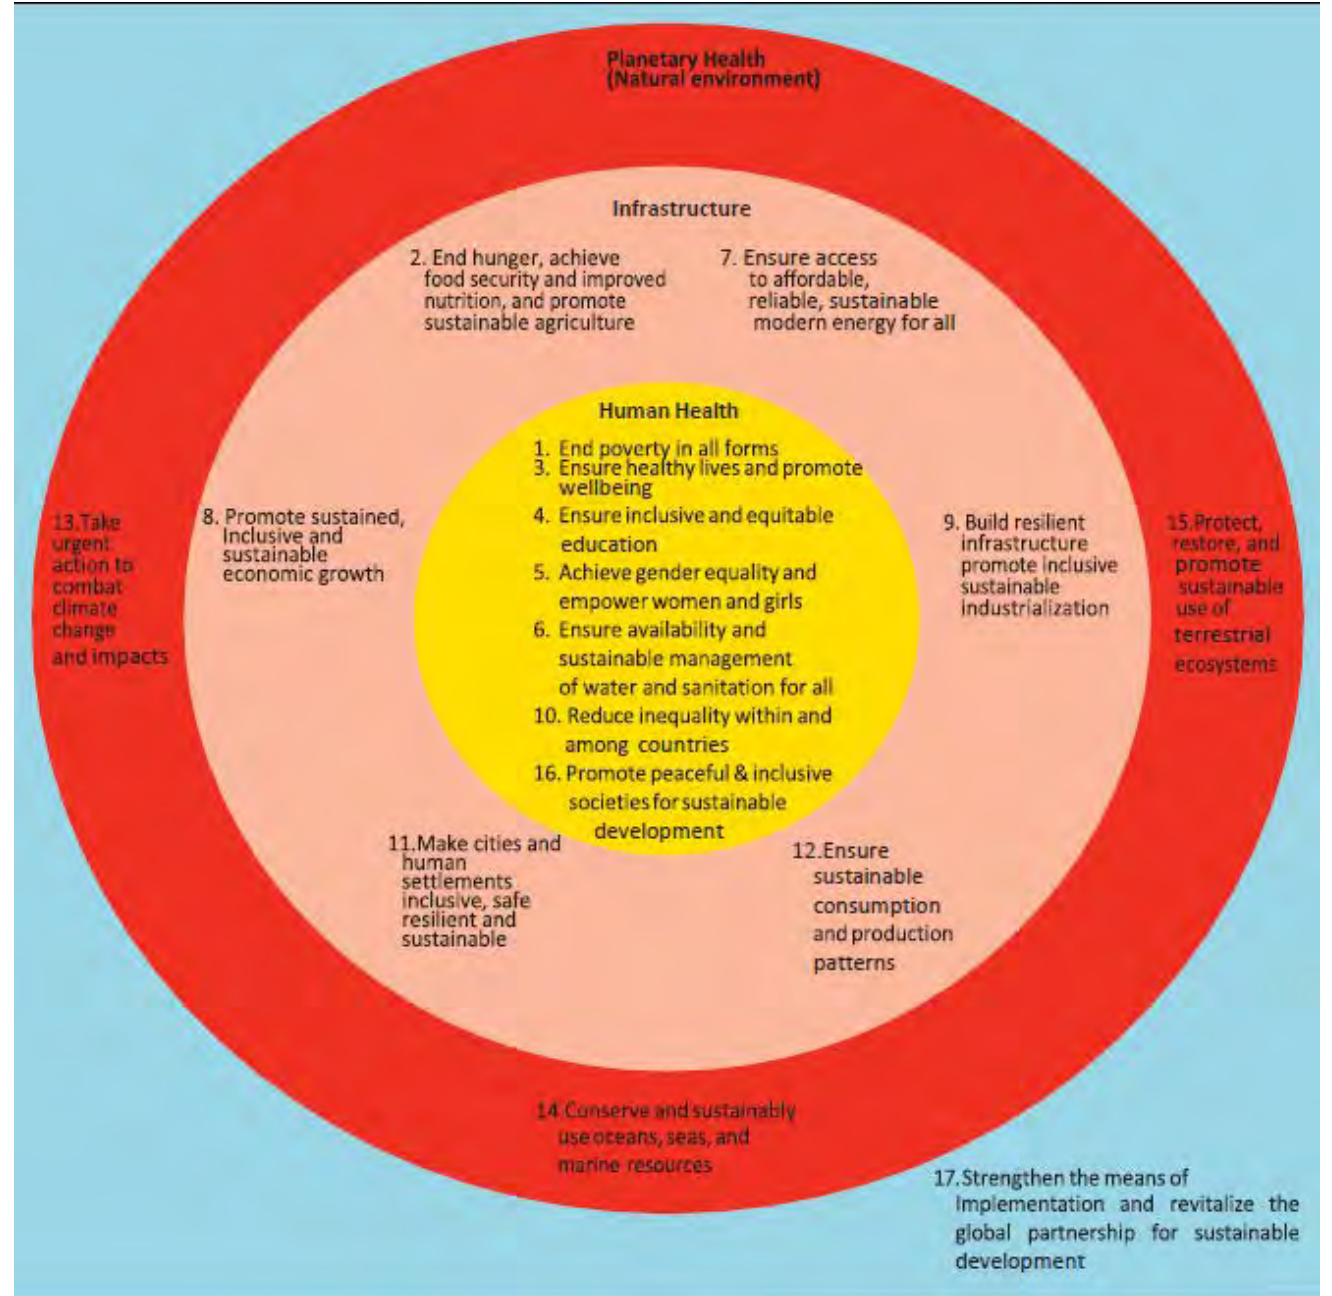 Planetary Health
(Natural environment)
Infrastructure
2. End hunger, achieve
food security and improved
nutrition, and promote
sustainable agriculture
7. Ensure access
to affordable,
reliable, sustainable
modern energy for all
Human Health
1. End poverty in all forms
3. Ensure healthy lives and promote
wellbeing
4. Ensure inclusive and equitable
education
5. Achieve gender equality and
empower women and girls
6. Ensure availability and
sustainable management
of water and sanitation for all
10. Reduce inequality within and
among countries
16. Promote peaceful & inclusive
societies for sustainable
development
13.Take
urgent
action to
combat
climate
change
and impacts
8. Promote sustained,
Inclusive and
sustainable
economic growth
9. Build resilient
infrastructure
promote inclusive
sustainable
industrialization
15.Protect,
restore, and
promote
sustainable
use of
terrestrial
ecosystems
11.Make cities and
human
settlements
inclusive, safe
resilient and
sustainable
12.Ensure
sustainable
consumption
and production
patterns
14.Conserve and sustainably
use oceans, seas, and
marine resources
17.Strengthen the means of
Implementation and revitalize the
global partnership for sustainable
development